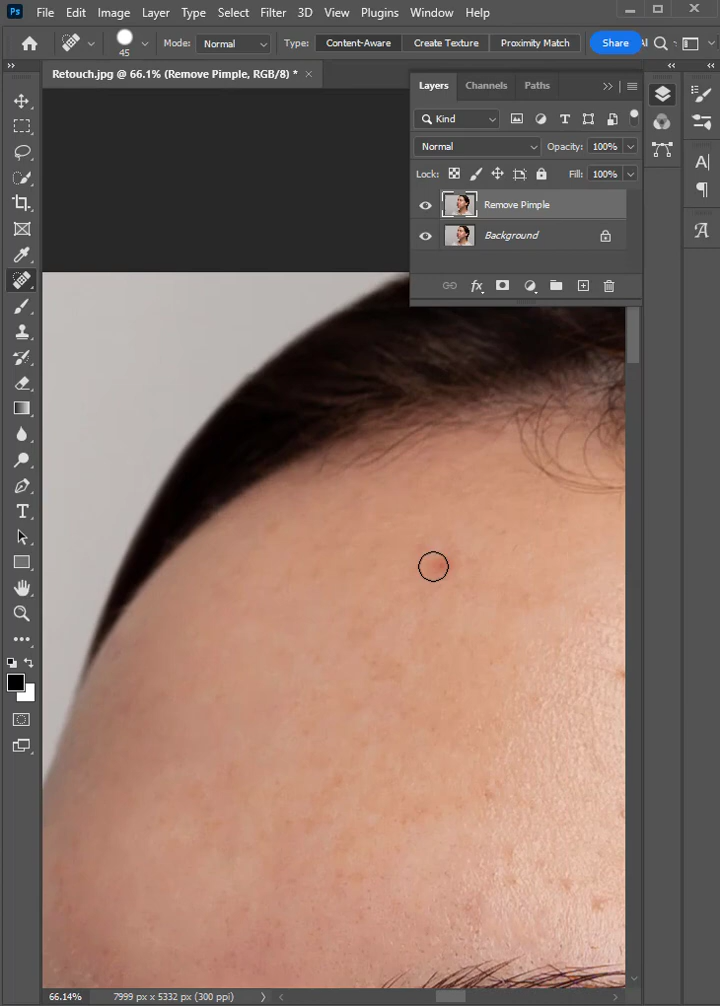 Ps File Edit Image Layer Type Select Filter 3D View Plugins Window Help
45 Mode: Normal Type: Content-Aware Create Texture Proximity Match Share
Retouch.jpg @ 66.1% (Remove Pimple, RGB/8) * ×
Layers Channels Paths
Kind
Normal Opacity: 100%
Lock: Fill: 100%
Remove Pimple
Background
fx
66.14% 7999 px x 5332 px (300 ppi)